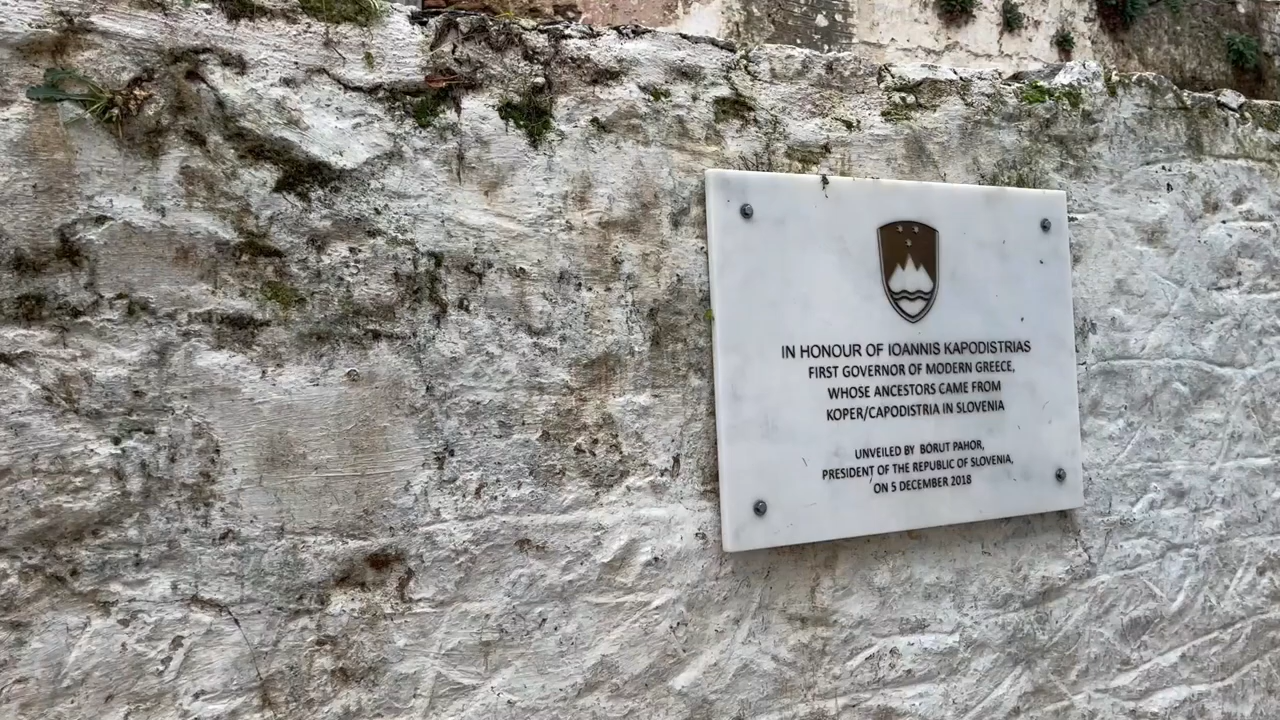 IN HONOUR OF IOANNIS KAPODISTRIAS
FIRST GOVERNOR OF MODERN GREECE,
WHOSE ANCESTORS CAME FROM
KOPER/CAPODISTRIA IN SLOVENIA
UNVEILED BY BORUT PAHOR,
PRESIDENT OF THE REPUBLIC OF SLOVENIA,
ON 5 DECEMBER 2018